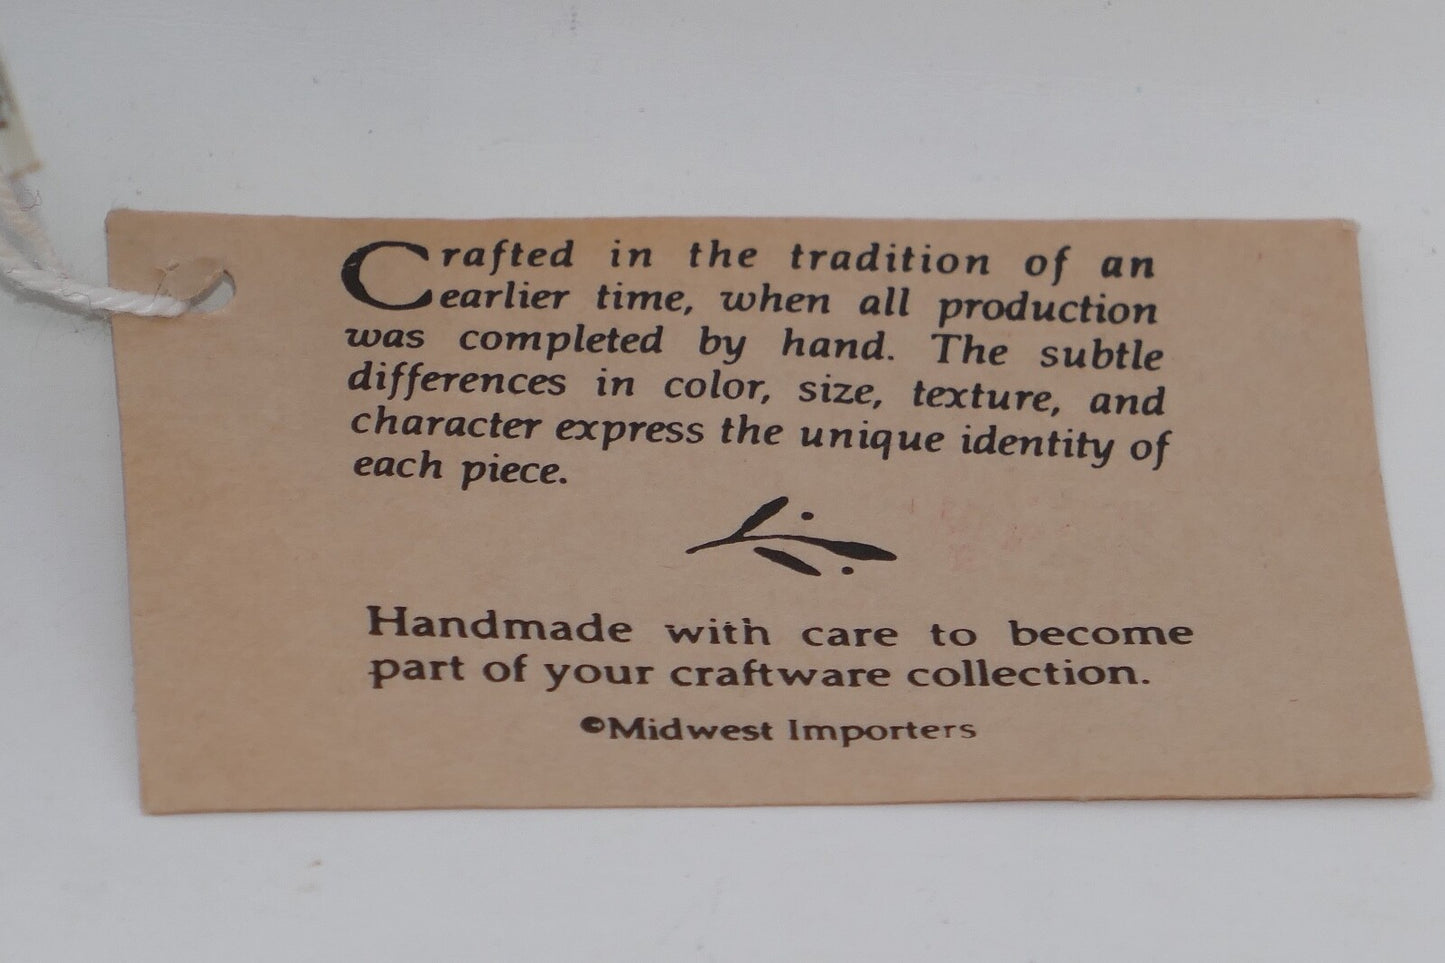 Crafted in the tradition of an
earlier time, when all production
was completed by hand. The subtle
differences in color, size, texture, and
character express the unique identity of
each piece.
Handmade with care to become
part of your craftware collection.
©Midwest Importers